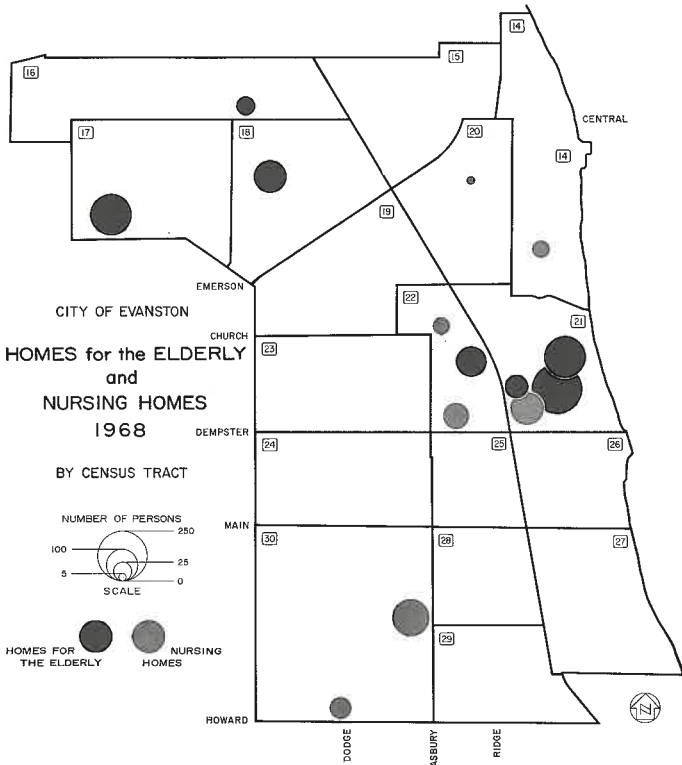 14
15
16
CENTRAL
17
18
20
14
19
EMERSON
22
CITY OF EVANSTON
21
CHURCH
23
HOMES for the ELDERLY
and
NURSING HOMES
1968
DEMPSTER
24
25
26
BY CENSUS TRACT
NUMBER OF PERSONS
250
MAIN
30
28
27
100
25
5
0
SCALE
29
HOMES FOR
THE ELDERLY
NURSING
HOMES
N
HOWARD
DODGE
ASBURY
RIDGE